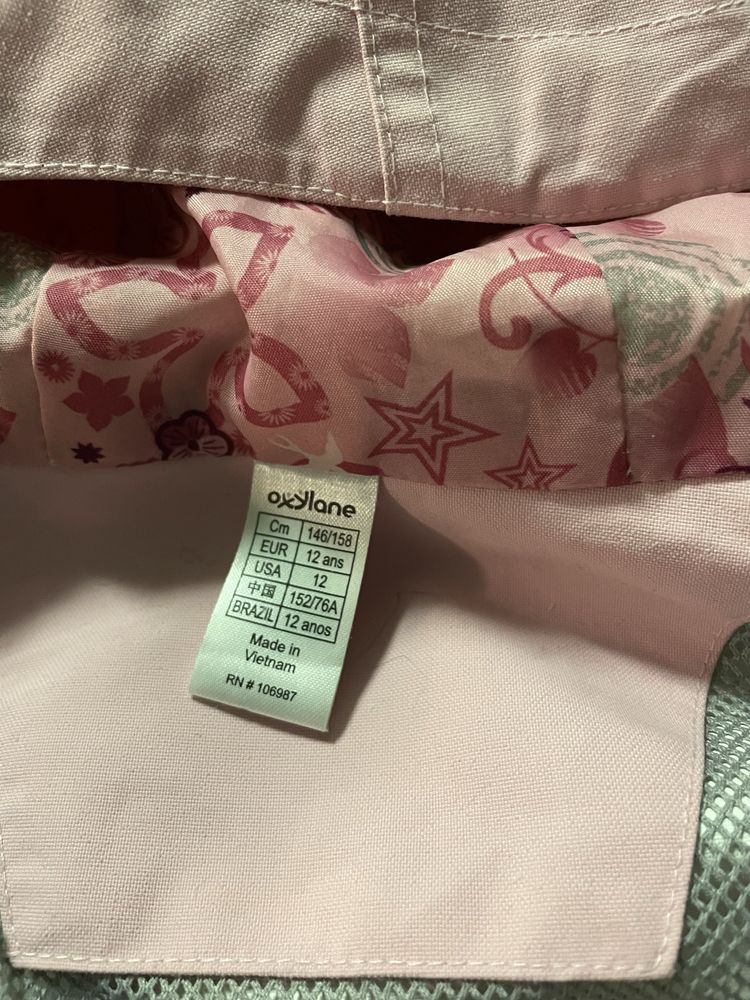 oxylane
Cm 146/158
EUR 12 ans
USA 12
中国 152/76A
BRAZIL 12 anos
Made in
Vietnam
RN # 106987